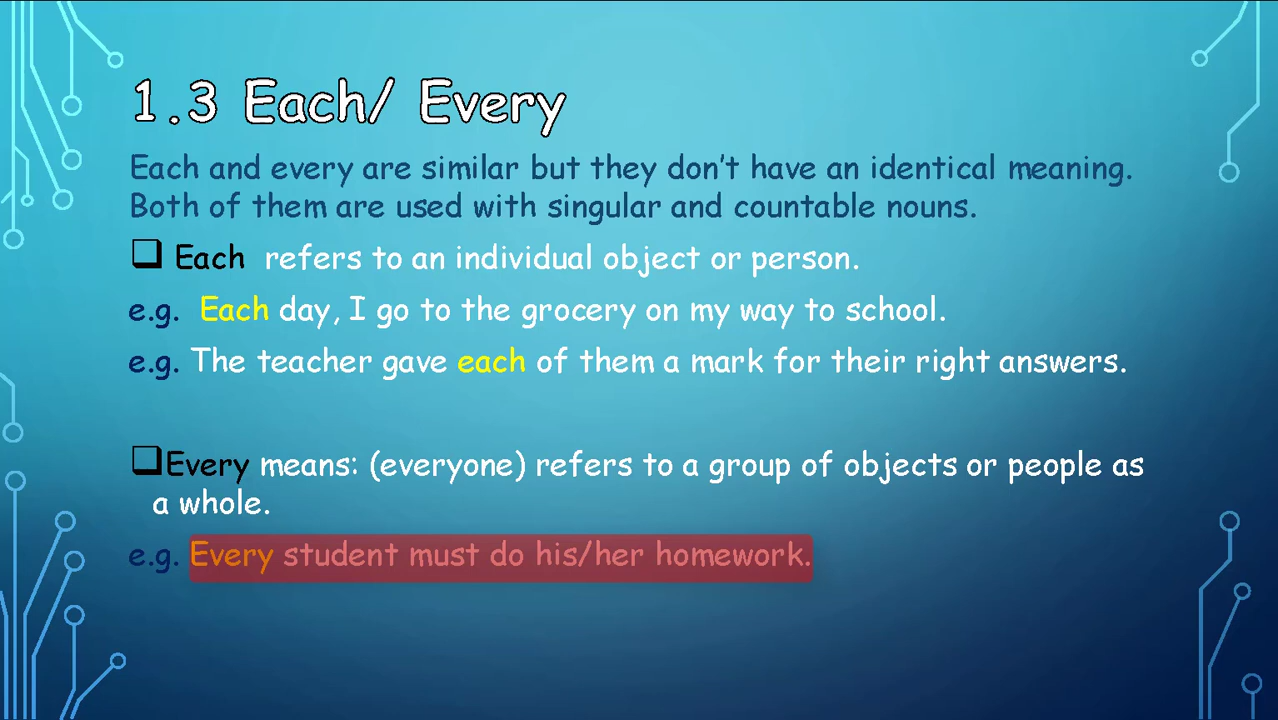 1.3 Each/ Every
Each and every are similar but they don't have an identical meaning.
Both of them are used with singular and countable nouns.
Each refers to an individual object or person.
e.g. Each day, I go to the grocery on my way to school.
e.g. The teacher gave each of them a mark for their right answers.
Every means: (everyone) refers to a group of objects or people as
a whole.
e.g. Every student must do his/her homework.